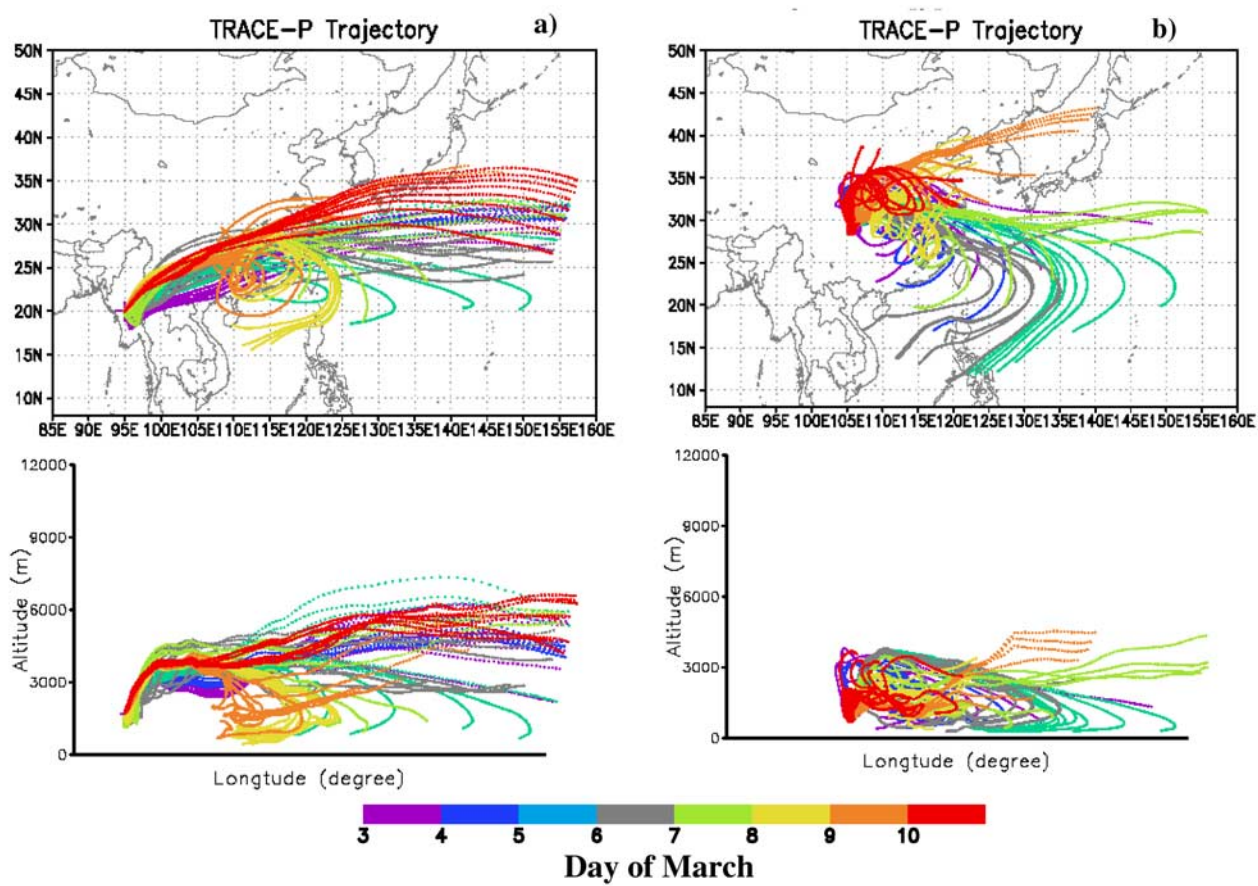 TRACE-P Trajectory a)
50N
45N
40N
35N
30N
25N
20N
15N
10N
85E 90E 95E 100E105E110E115E120E125E130E135E140E145E150E155E160E
12000
9000
6000
3000
0
Altitude (m)
Longtude (degree)
TRACE-P Trajectory b)
50N
45N
40N
35N
30N
25N
20N
15N
10N
85E 90E 95E 100E105E110E115E120E125E130E135E140E145E150E155E160E
12000
9000
6000
3000
0
Altitude (m)
Longtude (degree)
3 4 5 6 7 8 9 10
Day of March